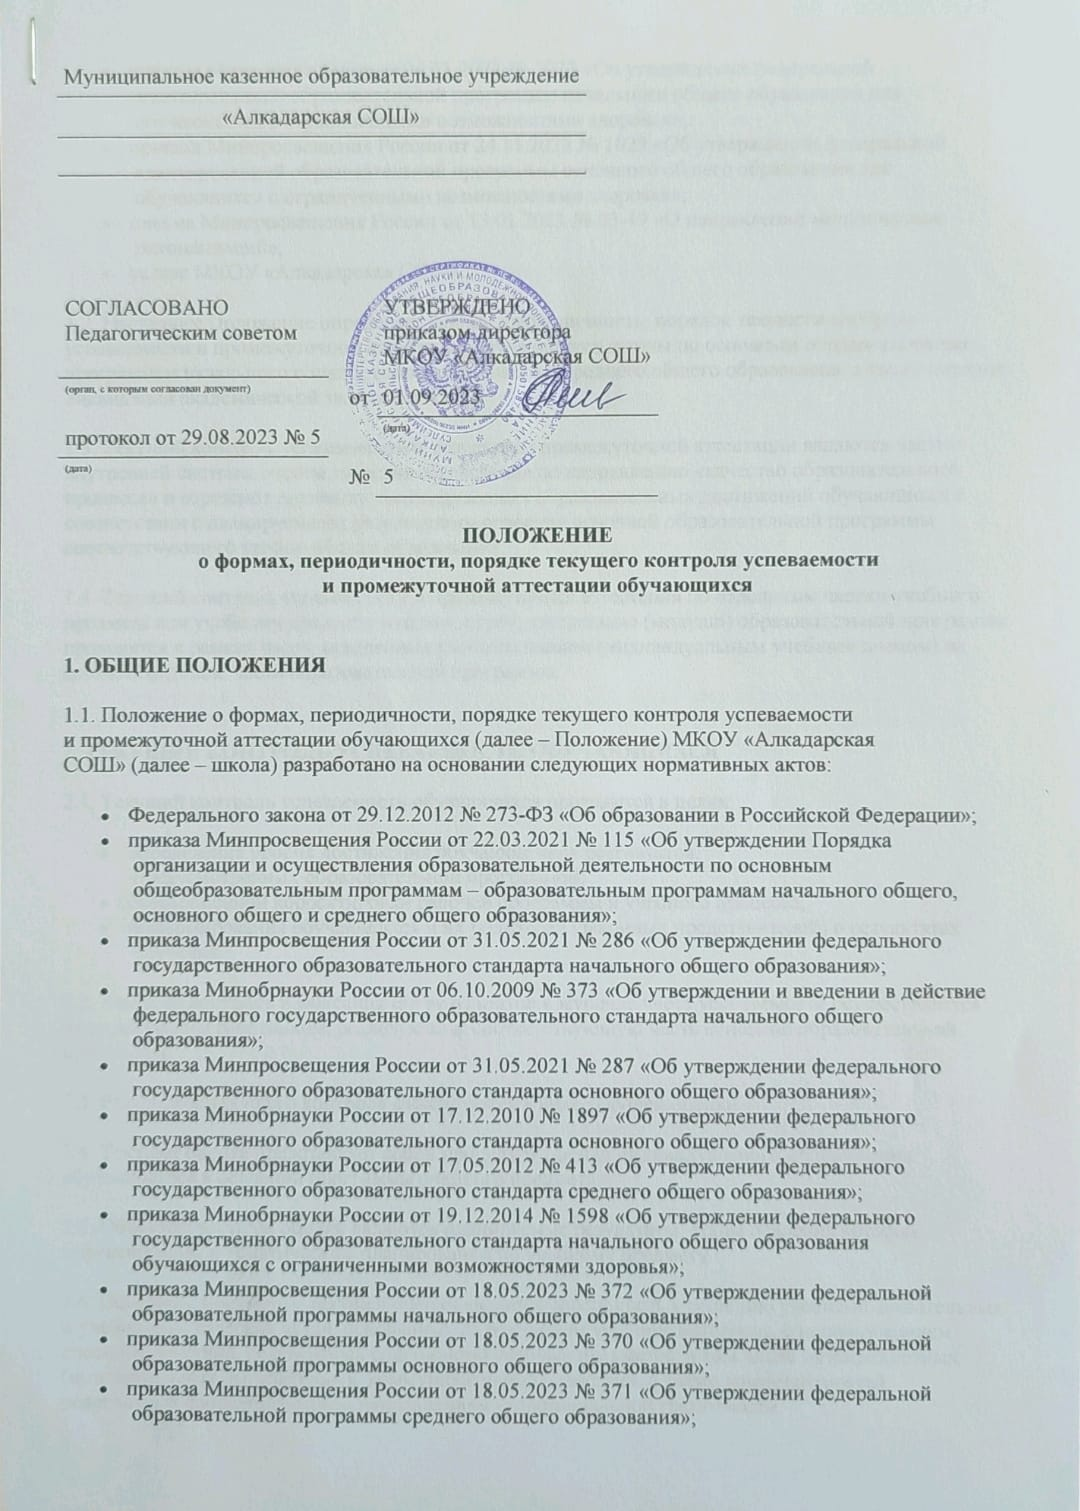 Муниципальное казенное образовательное учреждение
«Алкадарская СОШ»
СОГЛАСОВАНО
Педагогическим советом
(орган, с которым согласован документ)
протокол от 29.08.2023 № 5
(дата)
УТВЕРЖДЕНО
приказом директора
МКОУ «Алкадарская СОШ»
от 01.09.2023
(дата)
№ 5
ПОЛОЖЕНИЕ
о формах, периодичности, порядке текущего контроля успеваемости
и промежуточной аттестации обучающихся
1. ОБЩИЕ ПОЛОЖЕНИЯ
1.1. Положение о формах, периодичности, порядке текущего контроля успеваемости
и промежуточной аттестации обучающихся (далее – Положение) МКОУ «Алкадарская
СОШ» (далее – школа) разработано на основании следующих нормативных актов:
• Федерального закона от 29.12.2012 № 273-ФЗ «Об образовании в Российской Федерации»;
• приказа Минпросвещения России от 22.03.2021 № 115 «Об утверждении Порядка
организации и осуществления образовательной деятельности по основным
общеобразовательным программам – образовательным программам начального общего,
основного общего и среднего общего образования»;
• приказа Минпросвещения России от 31.05.2021 № 286 «Об утверждении федерального
государственного образовательного стандарта начального общего образования»;
• приказа Минобрнауки России от 06.10.2009 № 373 «Об утверждении и введении в действие
федерального государственного образовательного стандарта начального общего
образования»;
• приказа Минпросвещения России от 31.05.2021 № 287 «Об утверждении федерального
государственного образовательного стандарта основного общего образования»;
• приказа Минобрнауки России от 17.12.2010 № 1897 «Об утверждении федерального
государственного образовательного стандарта основного общего образования»;
• приказа Минобрнауки России от 17.05.2012 № 413 «Об утверждении федерального
государственного образовательного стандарта среднего общего образования»;
• приказа Минобрнауки России от 19.12.2014 № 1598 «Об утверждении федерального
государственного образовательного стандарта начального общего образования
обучающихся с ограниченными возможностями здоровья»;
• приказа Минпросвещения России от 18.05.2023 № 372 «Об утверждении федеральной
образовательной программы начального общего образования»;
• приказа Минпросвещения России от 18.05.2023 № 370 «Об утверждении федеральной
образовательной программы основного общего образования»;
• приказа Минпросвещения России от 18.05.2023 № 371 «Об утверждении федеральной
образовательной программы среднего общего образования»;